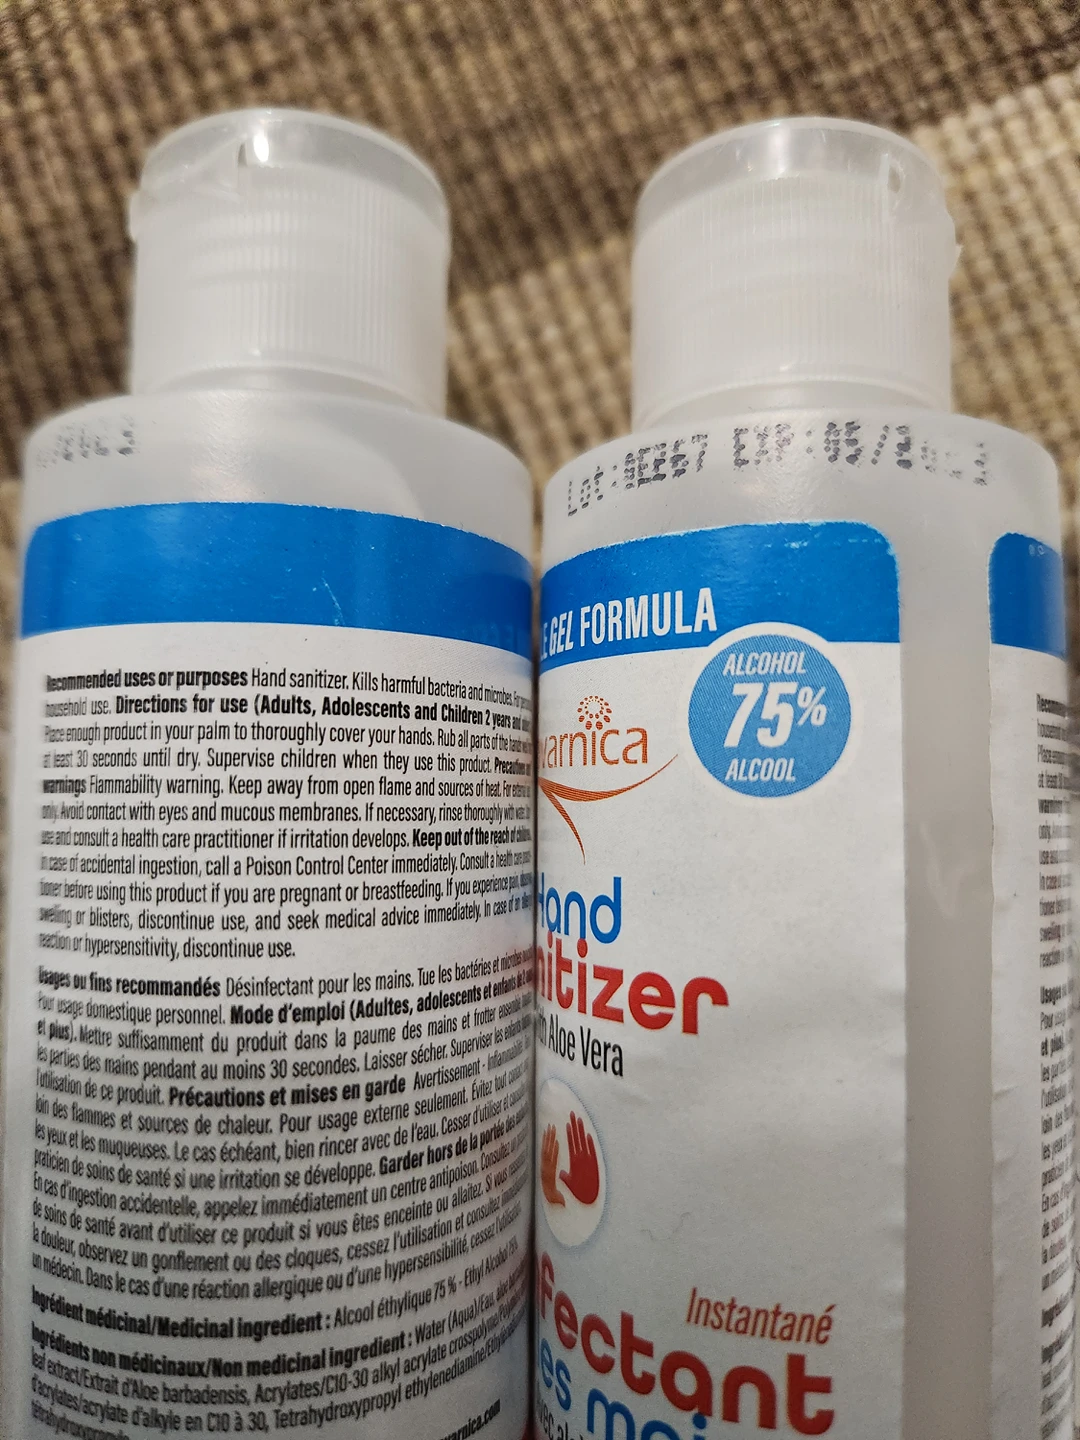 Recommended uses or purposes Hand sanitizer. Kills harmful bacteria and microbes. For
household use. Directions for use (Adults, Adolescents and Children 2 years and
Place enough product in your palm to thoroughly cover your hands. Rub all parts of the hands
at least 30 seconds until dry. Supervise children when they use this product. Precautions
warnings Flammability warning. Keep away from open flame and sources of heat. For external
only. Avoid contact with eyes and mucous membranes. If necessary, rinse thoroughly with
use and consult a health care practitioner if irritation develops. Keep out of the reach of
In case of accidental ingestion, call a Poison Control Center immediately. Consult a health care
tioner before using this product if you are pregnant or breastfeeding. If you experience pain,
swelling or blisters, discontinue use, and seek medical advice immediately. In case of an
reaction or hypersensitivity, discontinue use.
Usages ou fins recommandés Désinfectant pour les mains. Tue les bactéries et microbes
Pour usage domestique personnel. Mode d'emploi (Adultes, adolescents et enfants de 2
et plus). Mettre suffisamment du produit dans la paume des mains et frotter ensemble
les parties des mains pendant au moins 30 secondes. Laisser sécher. Superviser les enfants
l'utilisation de ce produit. Précautions et mises en garde Avertissement - Inflammabilité.
loin des flammes et sources de chaleur. Pour usage externe seulement. Évitez tout contact
les yeux et les muqueuses. Le cas échéant, bien rincer avec de l'eau. Cesser d'utiliser et
praticien de soins de santé si une irritation se développe. Garder hors de la portée des
En cas d'ingestion accidentelle, appelez immédiatement un centre antipoison. Consultez un
de soins de santé avant d'utiliser ce produit si vous êtes enceinte ou allaitez. Si vous
la douleur, observez un gonflement ou des cloques, cessez l'utilisation et consultez
un médecin. Dans le cas d'une réaction allergique ou d'une hypersensibilité, cessez l'utilisation.
Ingrédient médicinal/Medicinal ingredient : Alcool éthylique 75 % - Ethyl Alcohol 75%
Ingrédients non médicinaux/Non medicinal ingredient : Water (Aqua)/Eau,
leaf extract/Extrait d'Aloe barbadensis, Acrylates/C10-30 alkyl acrylate crosspolymer
d'acrylates/acrylate d'alkyle en C10 à 30, Tetrahydroxypropyl ethylenediamine
varnica.com
Lot: EXP:
GEL FORMULA
ALCOHOL
75%
ALCOOL
varnica
Hand
nitizer
Aloe Vera
Instantané
fectant
es